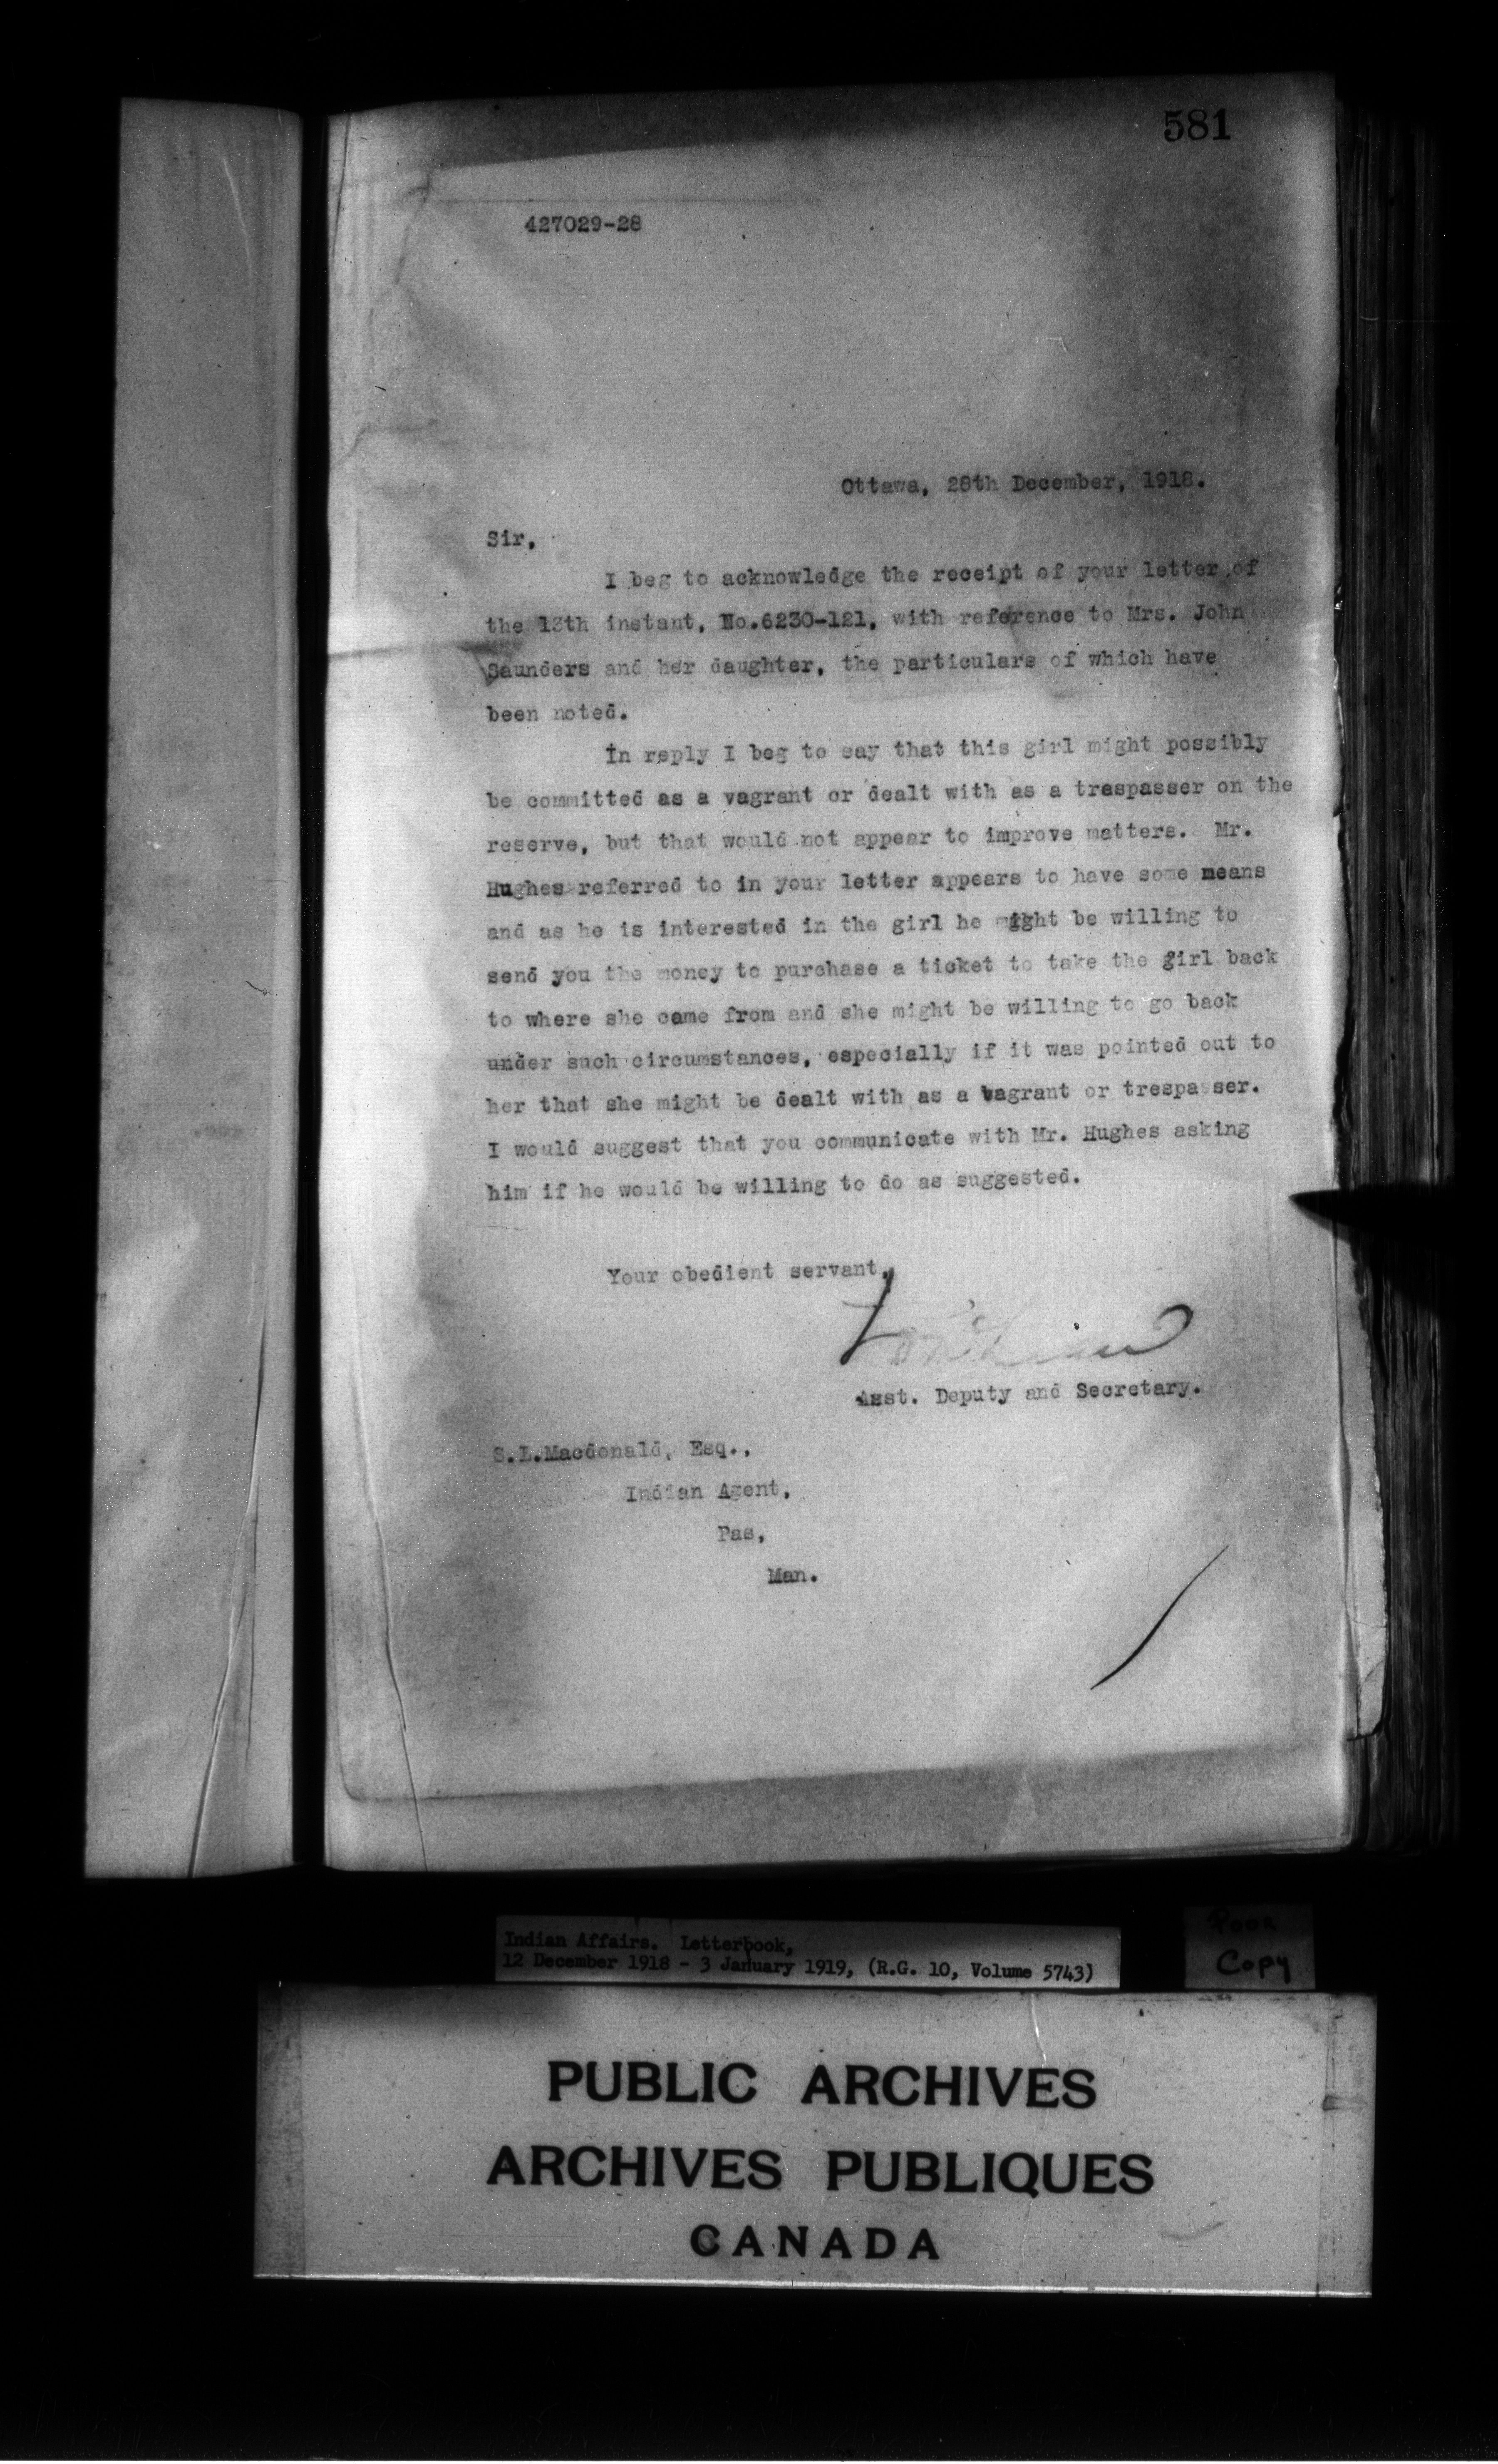 581
427029-28
Ottawa, 28th December, 1918.
Sir,
I beg to acknowledge the receipt of your letter of
the 13th instant, No.6230-121, with reference to Mrs. John
Saunders and her daughter, the particulars of which have
been noted.
In reply I beg to say that this girl might possibly
be committed as a vagrant or dealt with as a trespasser on the
reserve, but that would not appear to improve matters. Mr.
Hughes referred to in your letter appears to have some means
and as he is interested in the girl he might be willing to
send you the money to purchase a ticket to take the girl back
to where she came from and she might be willing to go back
under such circumstances, especially if it was pointed out to
her that she might be dealt with as a vagrant or trespasser.
I would suggest that you communicate with Mr. Hughes asking
him if he would be willing to do as suggested.
Your obedient servant,
Asst. Deputy and Secretary.
S.L.Macdonald, Esq.,
Indian Agent,
Pas,
Man.
Indian Affairs. Letterbook,
12 December 1918 - 3 January 1919, (R.G. 10, Volume 5743)
Poor
Copy
PUBLIC ARCHIVES
ARCHIVES PUBLIQUES
CANADA